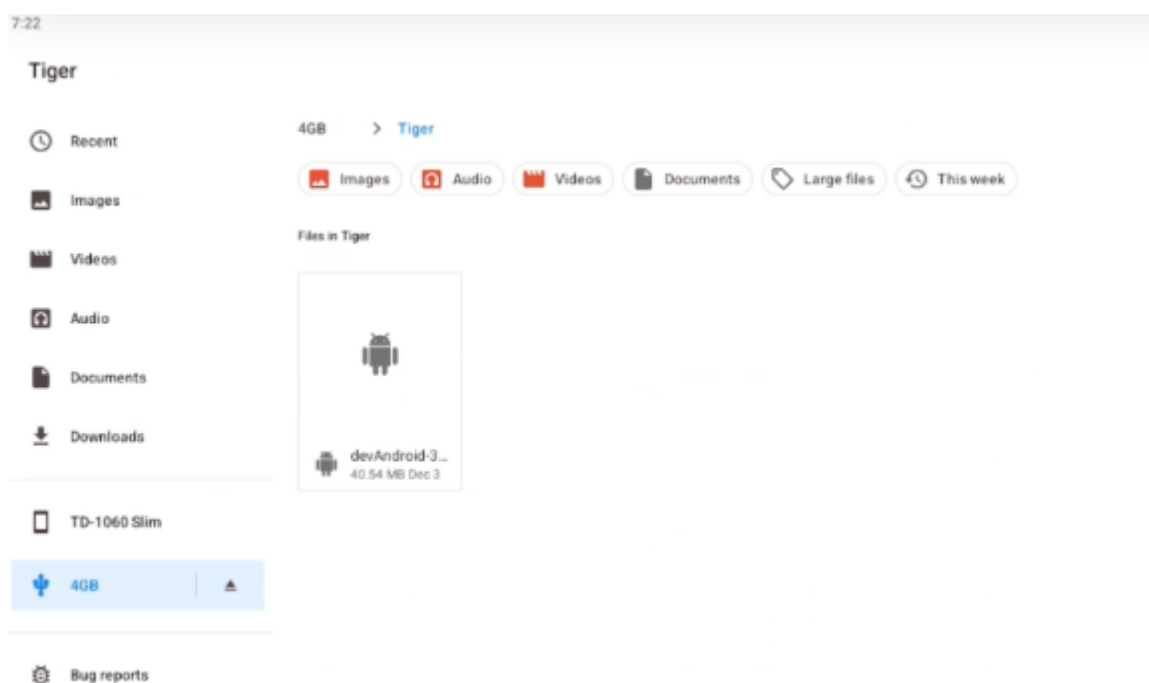 7:22
Tiger
Recent
Images
Videos
Audio
Documents
Downloads
TD-1060 Slim
4GB
Bug reports
4GB > Tiger
Images Audio Videos Documents Large files This week
Files in Tiger
devAndroid-3...
40.54 MB Dec 3